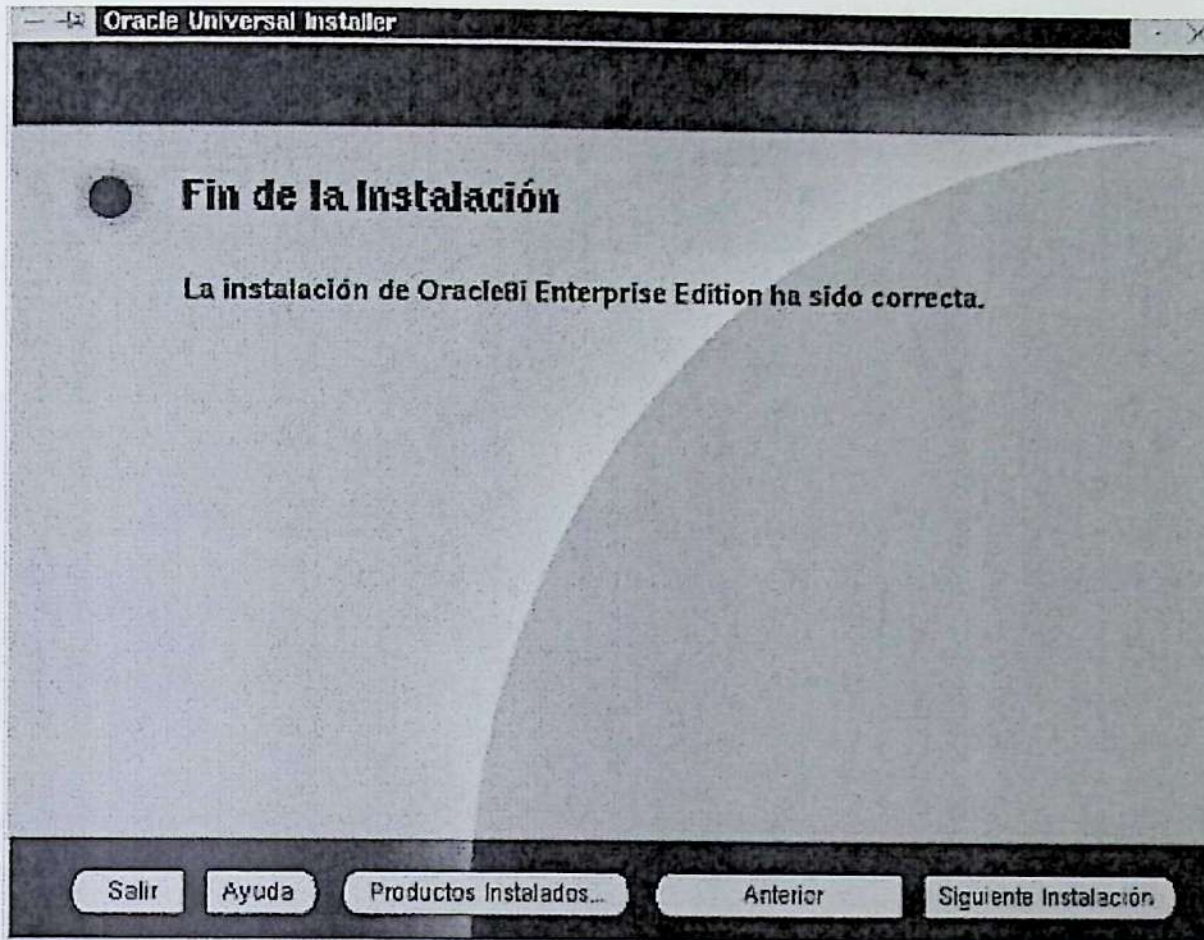 Oracle Universal Installer
Fin de la Instalación
La instalación de Oracle8i Enterprise Edition ha sido correcta.
Salir Ayuda Productos Instalados... Anterior Siguiente Instalación